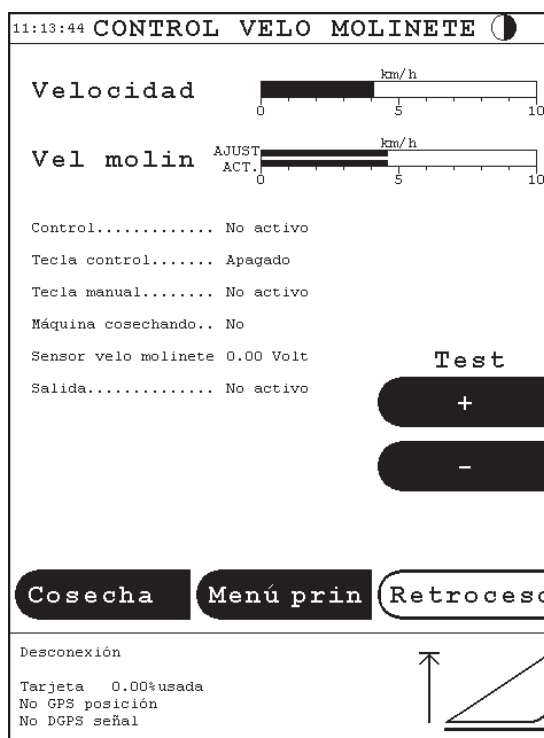 11:13:44 CONTROL VELO MOLINETE
km/h
Velocidad
0 5 10
km/h
Vel molin AJUST
ACT.
0 5 10
Control............. No activo
Tecla control....... Apagado
Tecla manual........ No activo
Máquina cosechando.. No
Sensor velo molinete 0.00 Volt
Salida.............. No activo
Test
+
-
Cosecha Menú prin Retroceso
Desconexión
Tarjeta 0.00%usada
No GPS posición
No DGPS señal